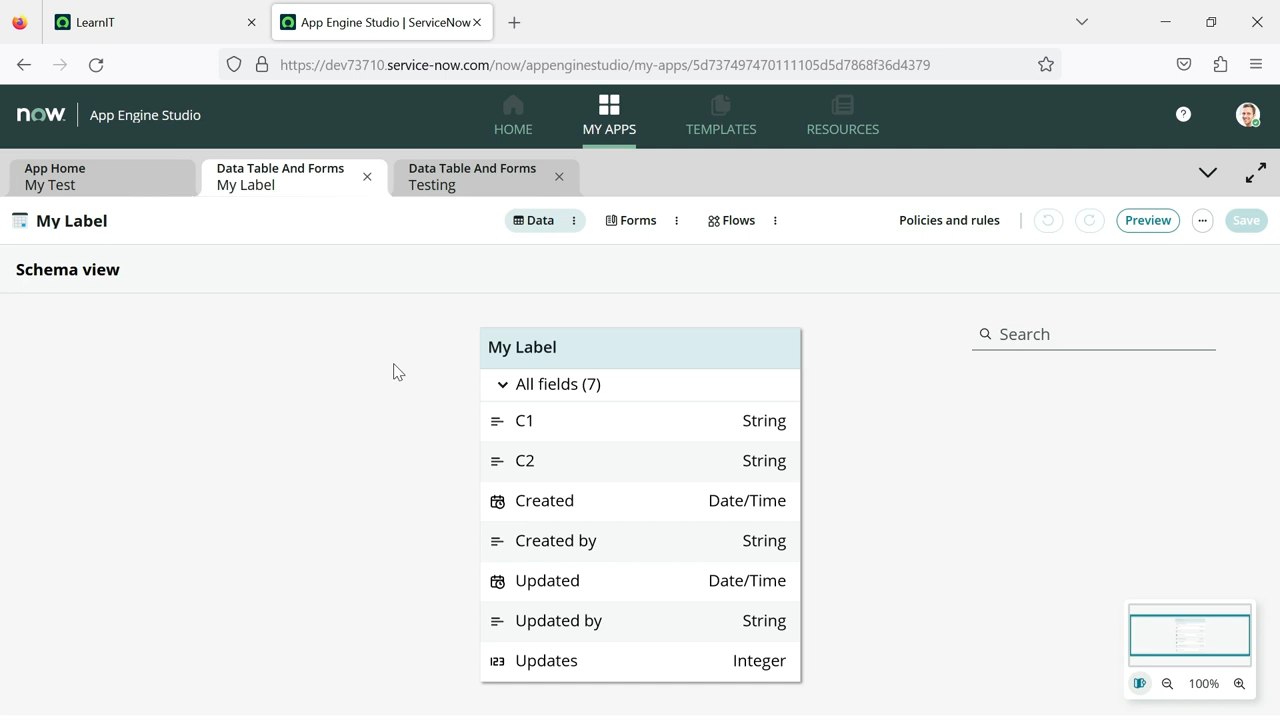 LearnIT
App Engine Studio | ServiceNow
https://dev73710.service-now.com/now/appenginestudio/my-apps/5d737497470111105d5d7868f36d4379
now. App Engine Studio
HOME
MY APPS
TEMPLATES
RESOURCES
App Home
My Test
Data Table And Forms
My Label
Data Table And Forms
Testing
My Label
Data
Forms
Flows
Policies and rules
Preview
Save
Schema view
Search
My Label
All fields (7)
C1 String
C2 String
Created Date/Time
Created by String
Updated Date/Time
Updated by String
123 Updates Integer
100%